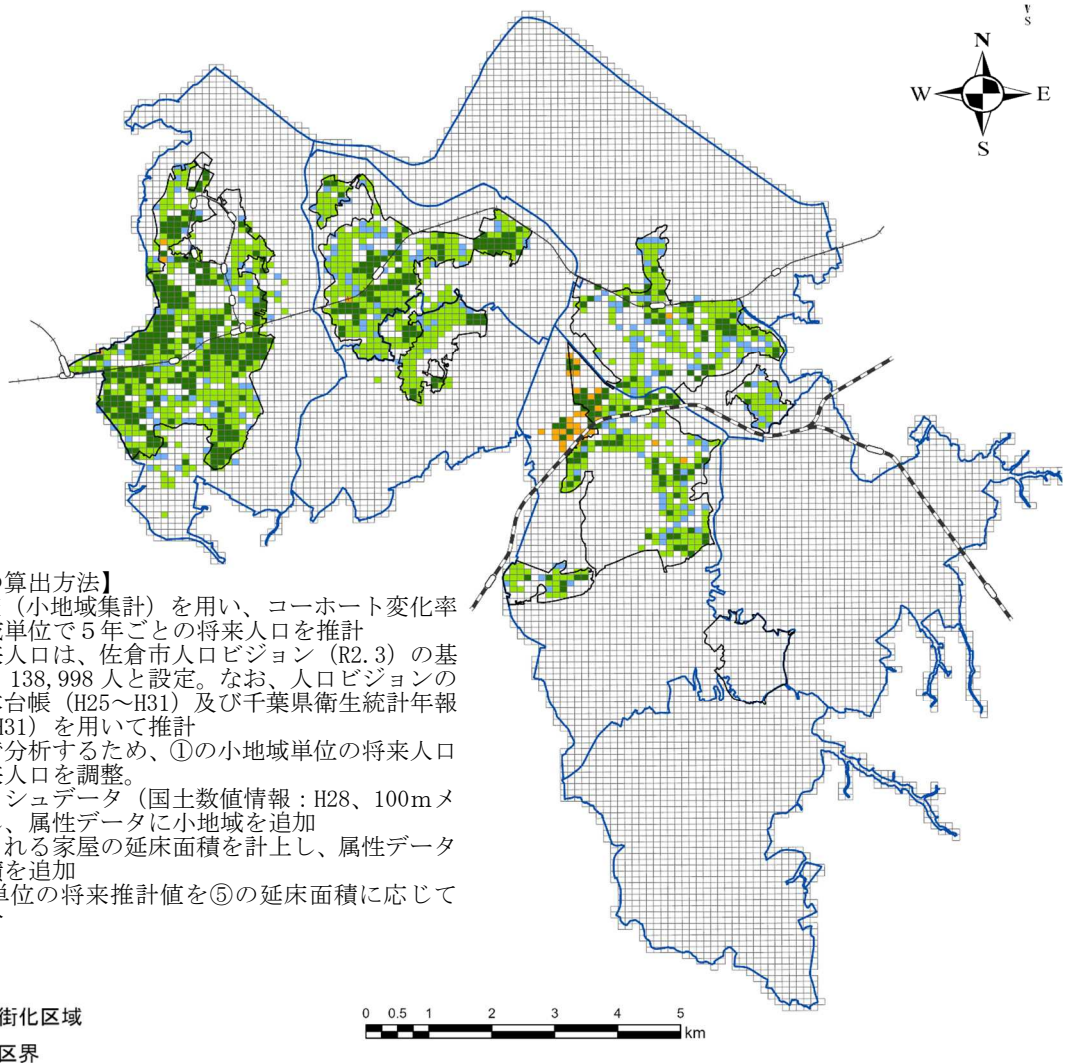 N
W E
S
算出方法】
（小地域集計）を用い、コーホート変化率
単位で５年ごとの将来人口を推計
人口は、佐倉市人口ビジョン（R2.3）の基
138,998 人と設定。なお、人口ビジョンの
台帳（H25～H31）及び千葉県衛生統計年報
H31）を用いて推計
分析するため、①の小地域単位の将来人口
人口を調整。
シュデータ（国土数値情報：H28、100ｍメ
、属性データに小地域を追加
れる家屋の延床面積を計上し、属性データ
を追加
単位の将来推計値を⑤の延床面積に応じて
街化区域
区界
0 0.5 1 2 3 4 5
km